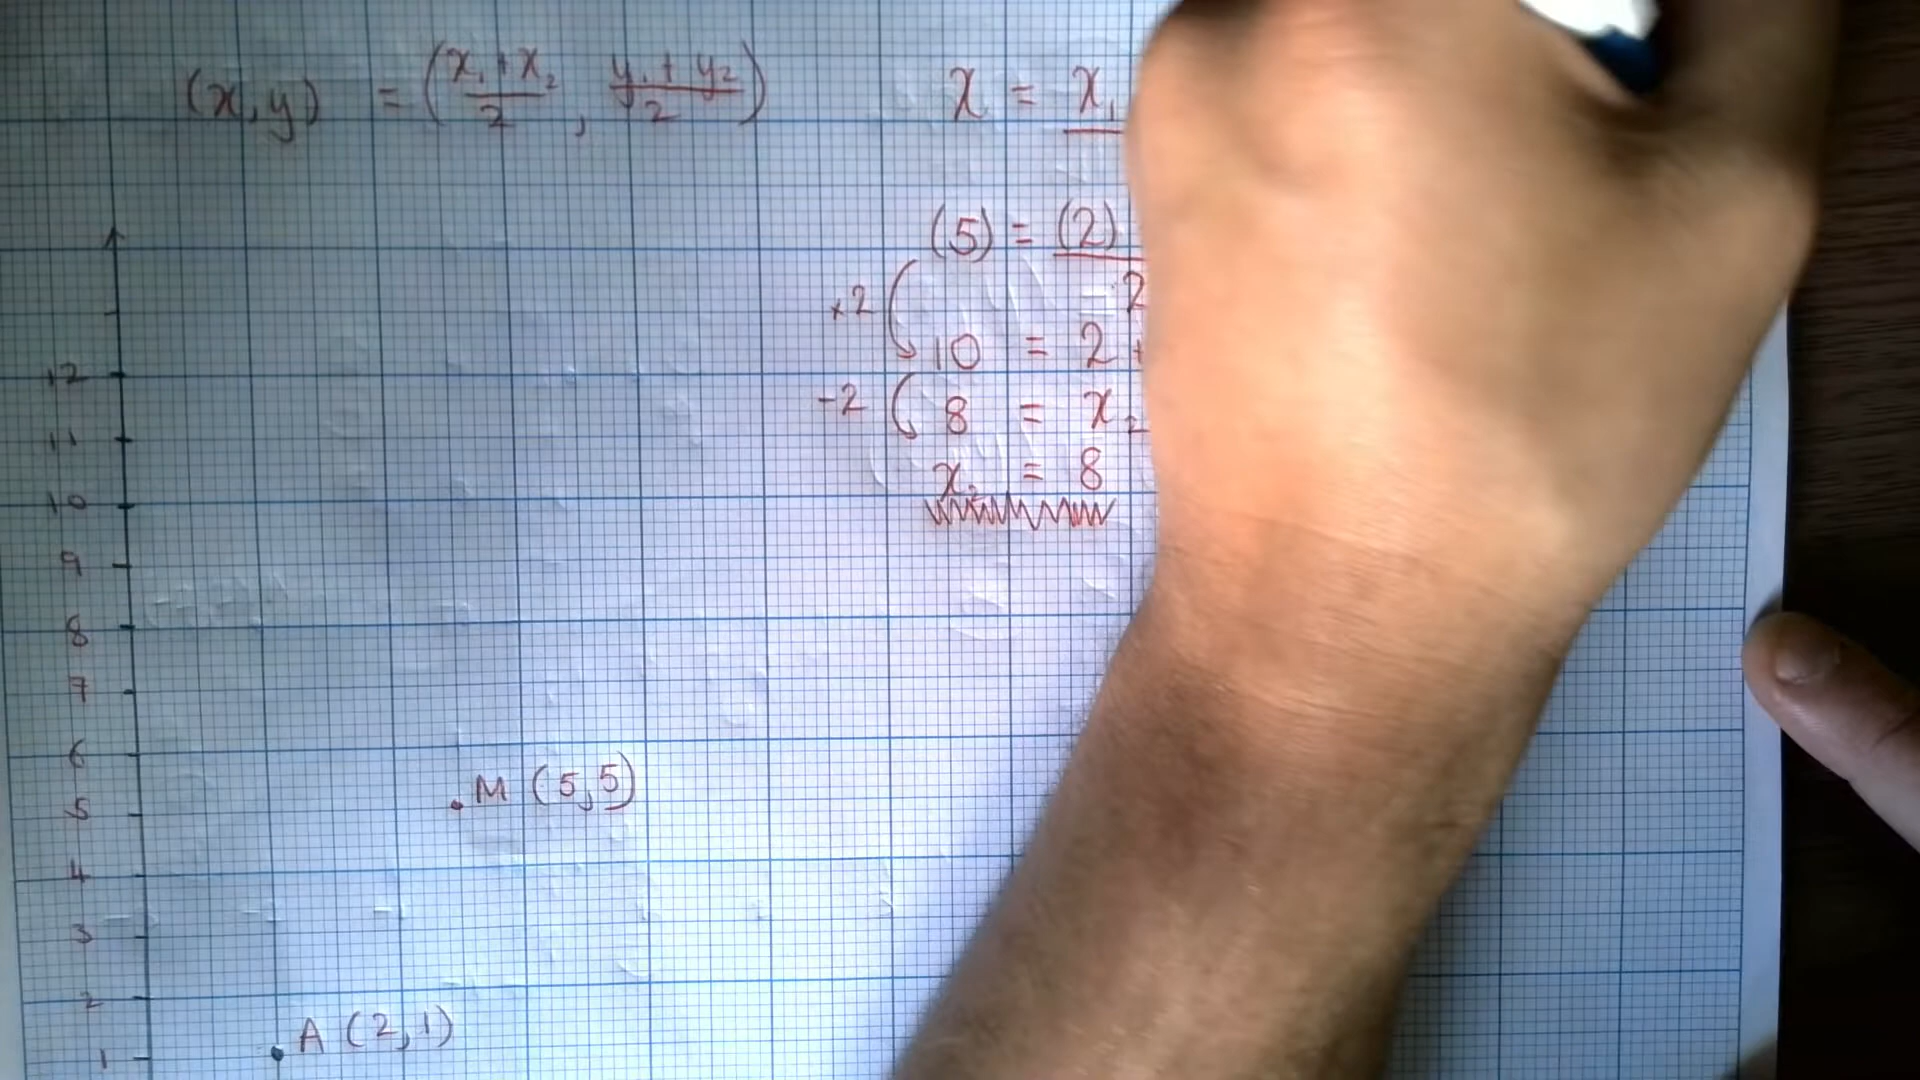 (x,y) = (x₁+x₂/2, y₁+y₂/2)
x = x₁
(5) = (2)
2
×2
10 = 2 +
-2
8 = x₂
x₂ = 8
12
11
10
9
8
7
6
5
4
3
2
1
M (5,5)
A (2,1)